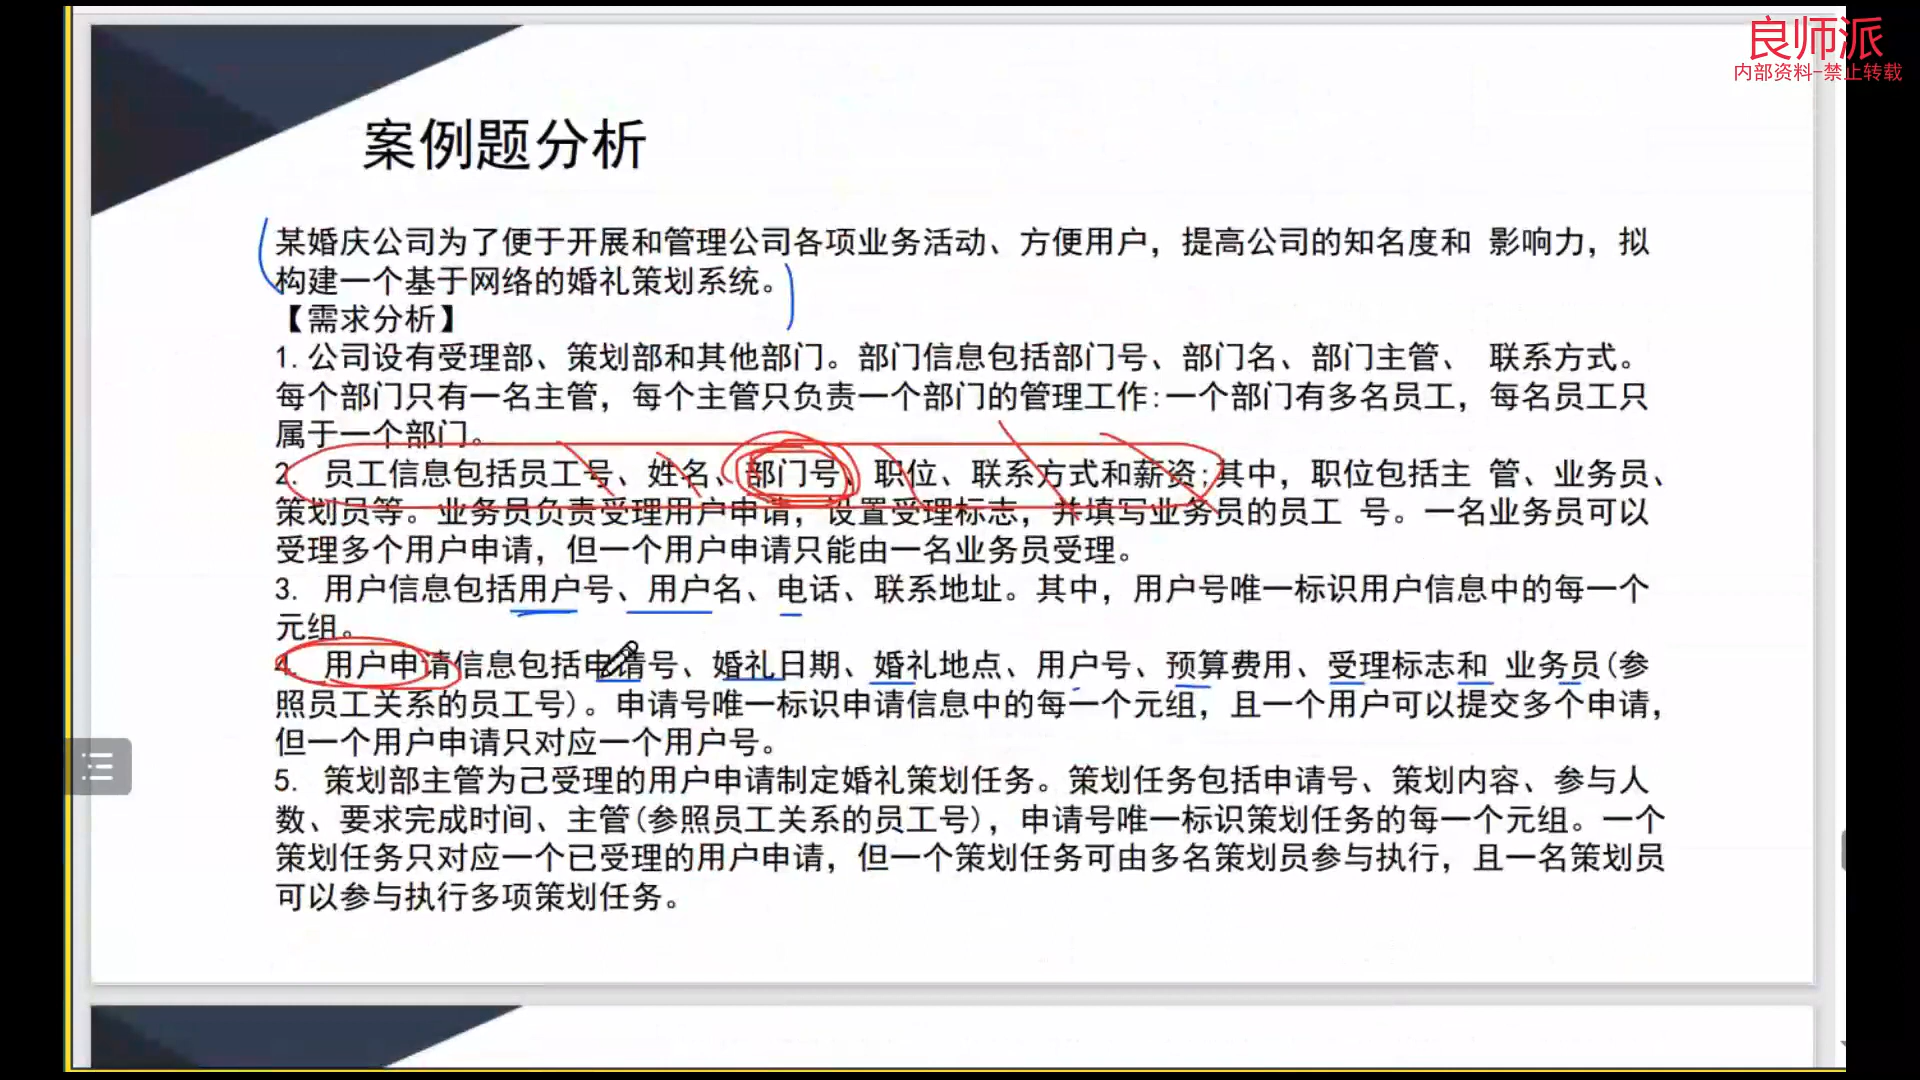 良师派
内部资料-禁止转载
案例题分析
某婚庆公司为了便于开展和管理公司各项业务活动、方便用户，提高公司的知名度和 影响力，拟
构建一个基于网络的婚礼策划系统。
【需求分析】
1. 公司设有受理部、策划部和其他部门。部门信息包括部门号、部门名、部门主管、 联系方式。
每个部门只有一名主管，每个主管只负责一个部门的管理工作:一个部门有多名员工，每名员工只
属于一个部门。
2. 员工信息包括员工号、姓名、部门号、职位、联系方式和薪资;其中，职位包括主 管、业务员、
策划员等。业务员负责受理用户申请，设置受理标志，并填写业务员的员工 号。一名业务员可以
受理多个用户申请，但一个用户申请只能由一名业务员受理。
3. 用户信息包括用户号、用户名、电话、联系地址。其中，用户号唯一标识用户信息中的每一个
元组。
4. 用户申请信息包括申请号、婚礼日期、婚礼地点、用户号、预算费用、受理标志和 业务员(参
照员工关系的员工号)。申请号唯一标识申请信息中的每一个元组，且一个用户可以提交多个申请，
但一个用户申请只对应一个用户号。
5. 策划部主管为己受理的用户申请制定婚礼策划任务。策划任务包括申请号、策划内容、参与人
数、要求完成时间、主管(参照员工关系的员工号)，申请号唯一标识策划任务的每一个元组。一个
策划任务只对应一个已受理的用户申请，但一个策划任务可由多名策划员参与执行，且一名策划员
可以参与执行多项策划任务。